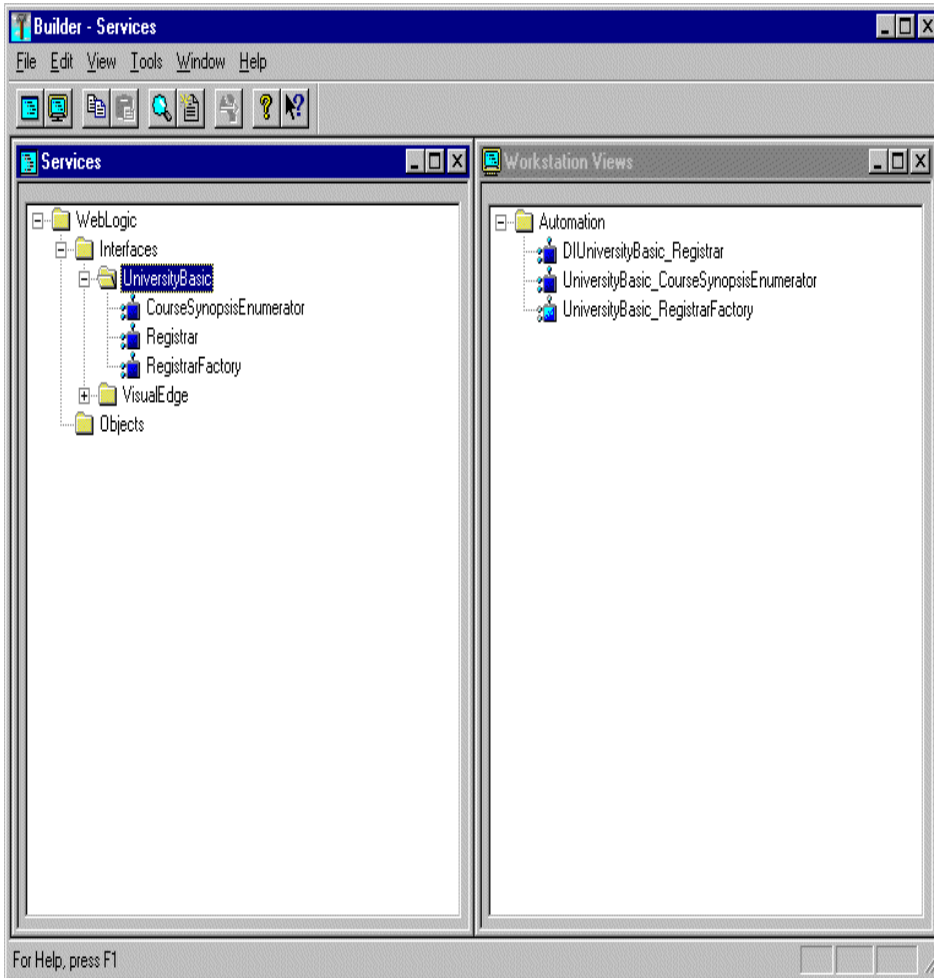 Builder - Services
File Edit View Tools Window Help
Services
WebLogic
Interfaces
UniversityBasic
CourseSynopsisEnumerator
Registrar
RegistrarFactory
VisualEdge
Objects
Workstation Views
Automation
DIUniversityBasic_Registrar
UniversityBasic_CourseSynopsisEnumerator
UniversityBasic_RegistrarFactory
For Help, press F1